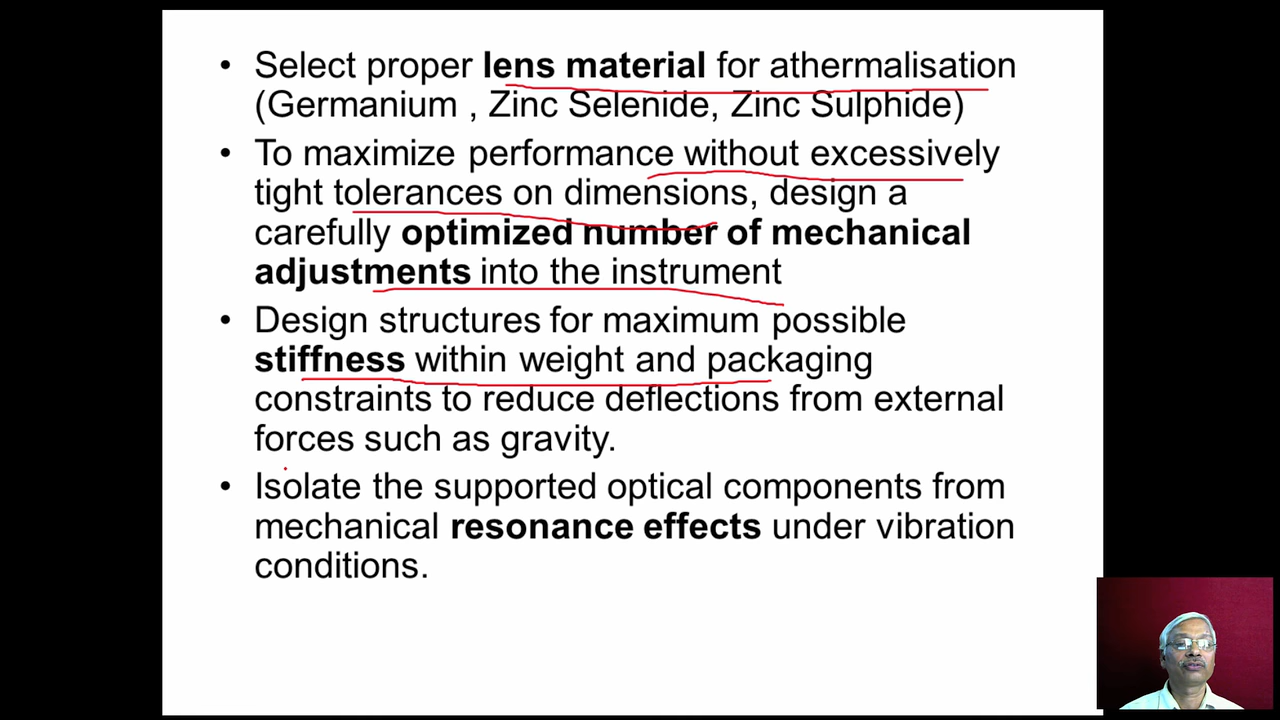 • Select proper lens material for athermalisation
(Germanium , Zinc Selenide, Zinc Sulphide)
• To maximize performance without excessively
tight tolerances on dimensions, design a
carefully optimized number of mechanical
adjustments into the instrument
• Design structures for maximum possible
stiffness within weight and packaging
constraints to reduce deflections from external
forces such as gravity.
• Isolate the supported optical components from
mechanical resonance effects under vibration
conditions.